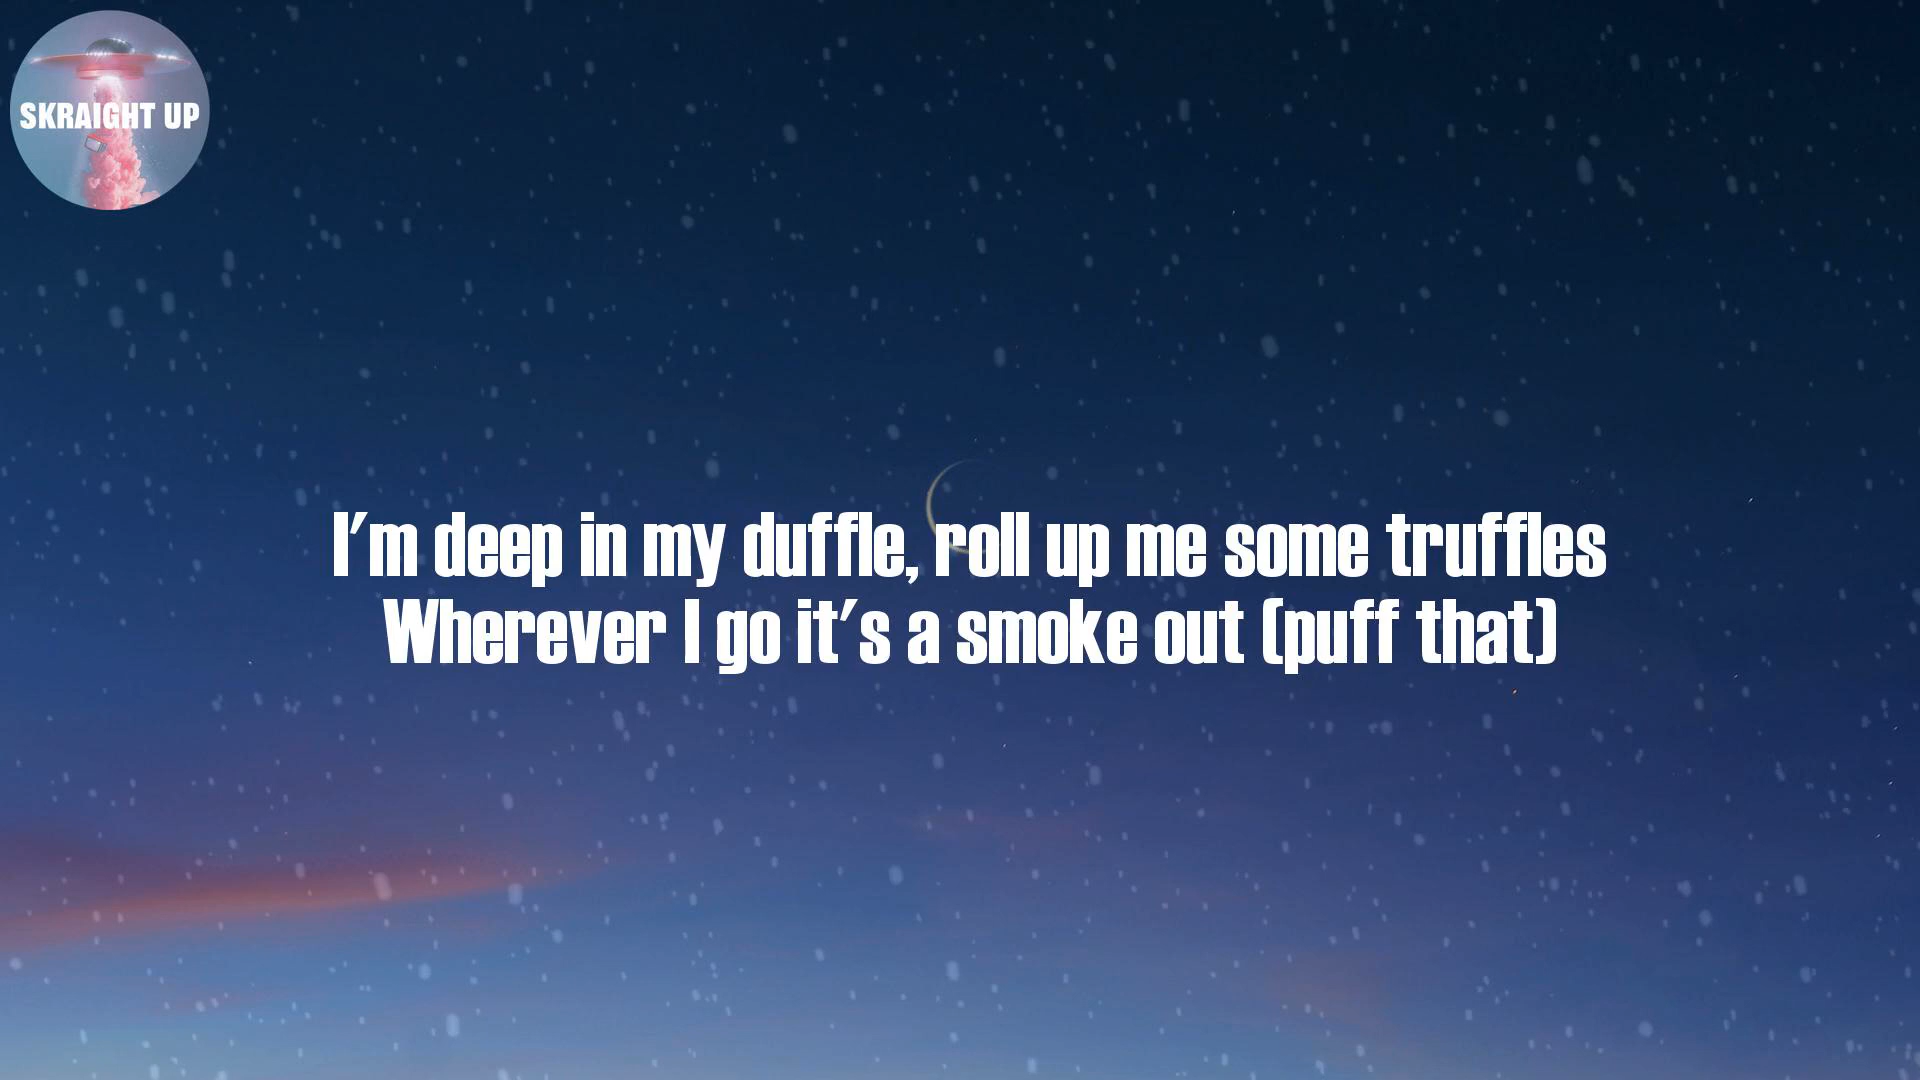 SKRAIGHT UP
I'm deep in my duffle, roll up me some truffles
Wherever I go it's a smoke out (puff that)